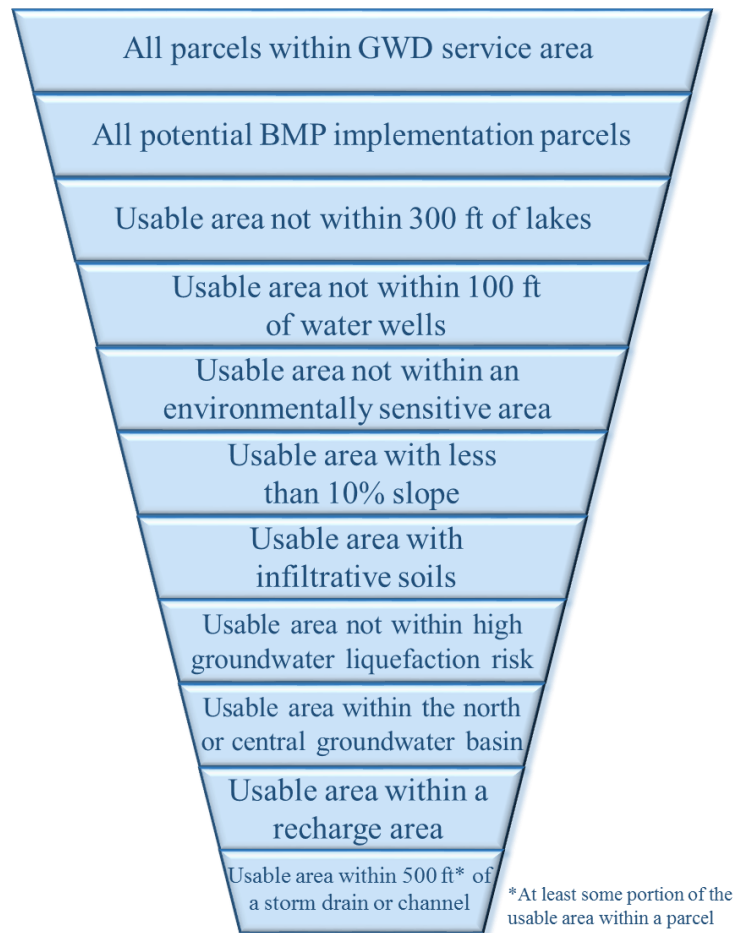 All parcels within GWD service area
All potential BMP implementation parcels
Usable area not within 300 ft of lakes
Usable area not within 100 ft
of water wells
Usable area not within an
environmentally sensitive area
Usable area with less
than 10% slope
Usable area with
infiltrative soils
Usable area not within high
groundwater liquefaction risk
Usable area within the north
or central groundwater basin
Usable area within a
recharge area
Usable area within 500 ft* of
a storm drain or channel
*At least some portion of the
usable area within a parcel